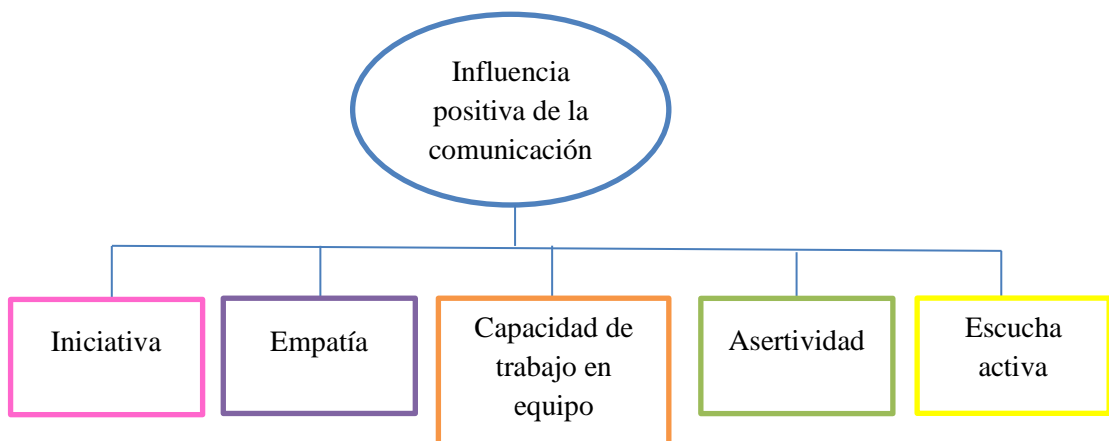 Influencia
positiva de la
comunicación
Iniciativa
Empatía
Capacidad de
trabajo en
equipo
Asertividad
Escucha
activa